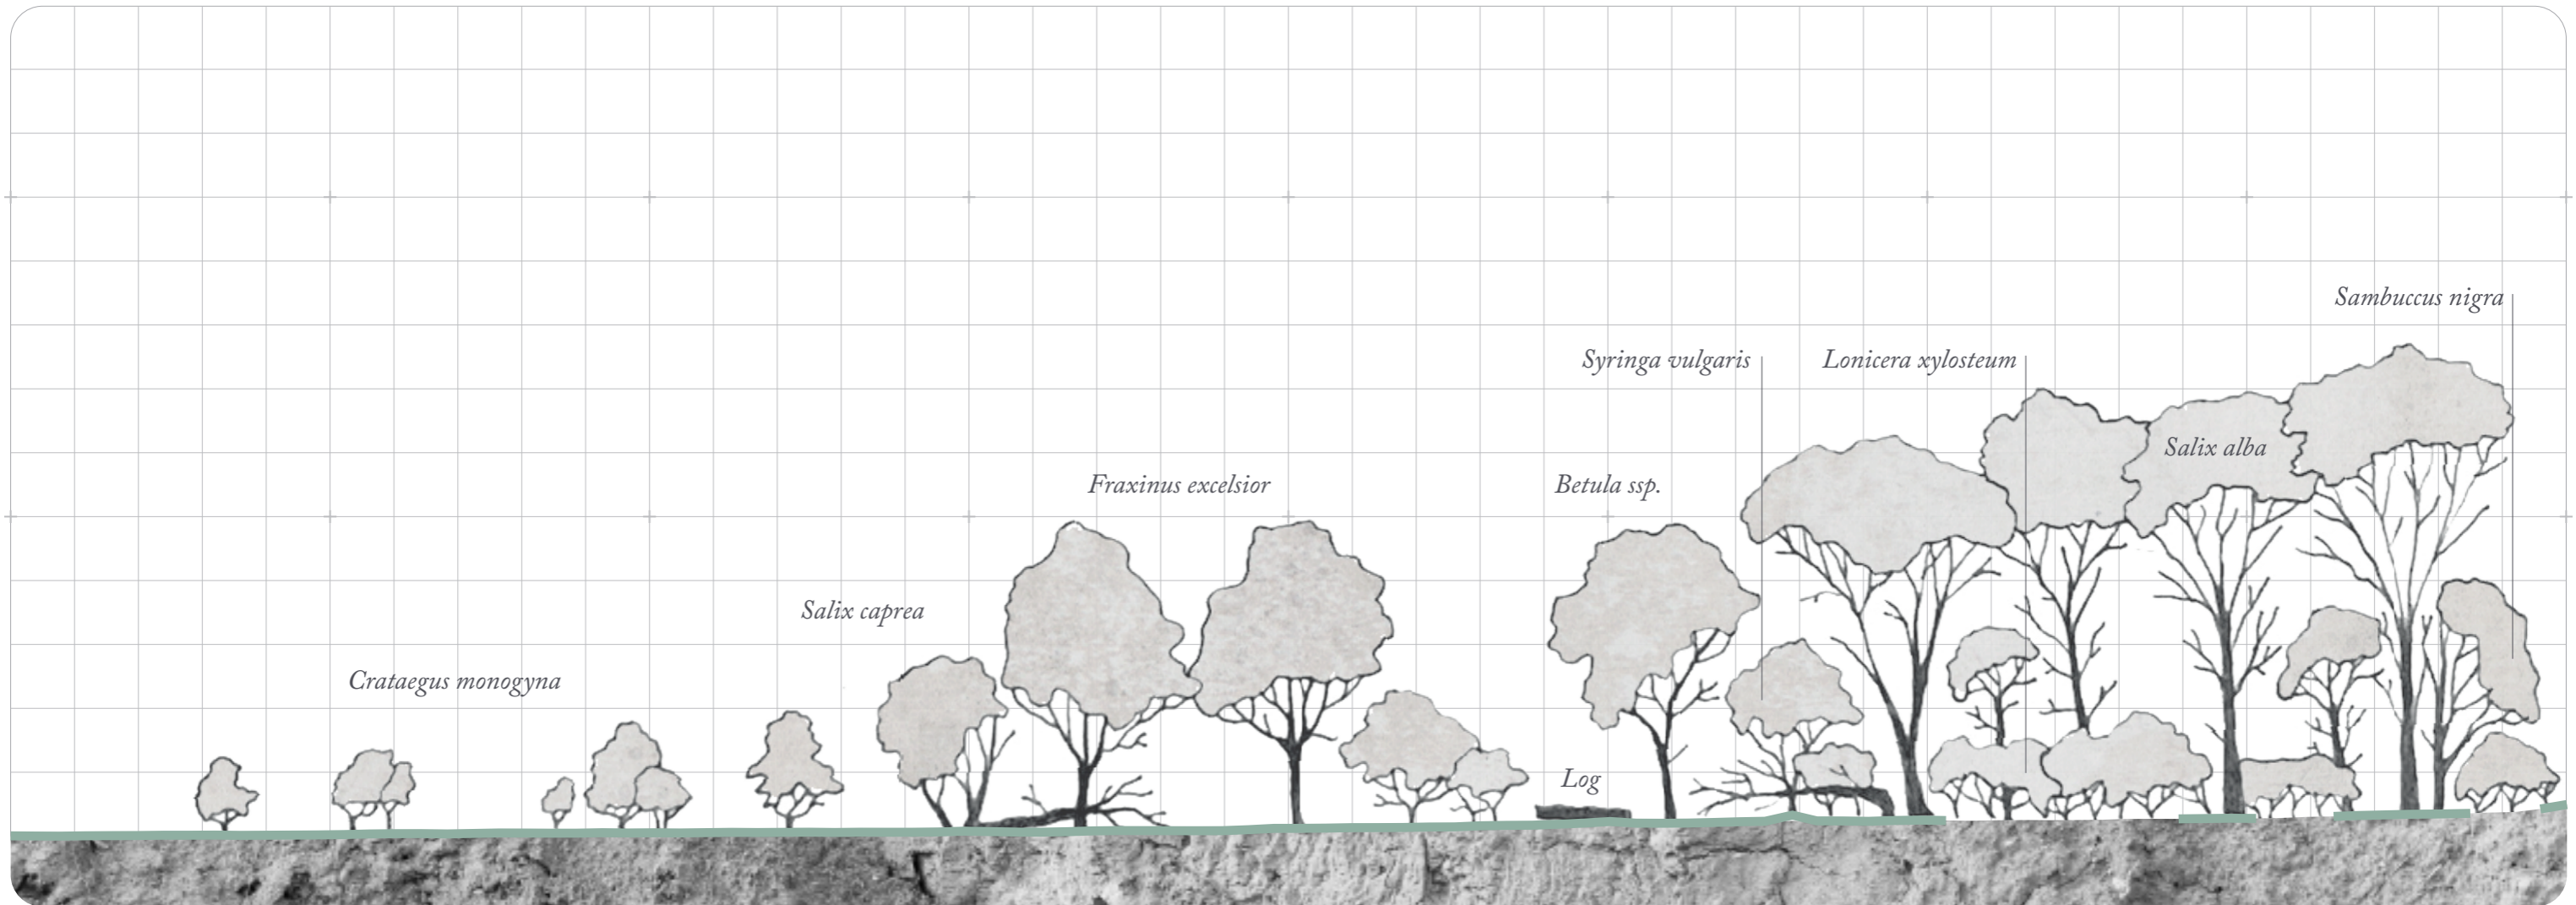 Sambuccus nigra
Syringa vulgaris
Lonicera xylosteum
Salix alba
Fraxinus excelsior
Betula ssp.
Salix caprea
Crataegus monogyna
Log